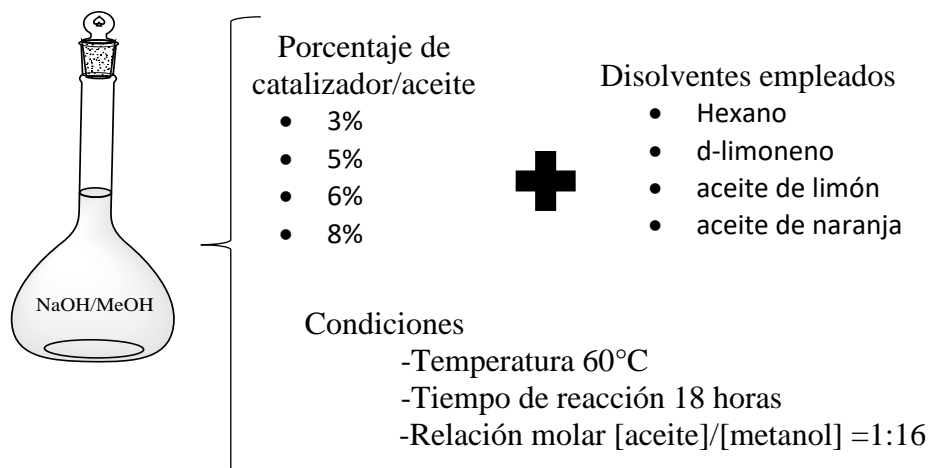 Porcentaje de
catalizador/aceite
• 3%
• 5%
• 6%
• 8%
Disolventes empleados
• Hexano
• d-limoneno
• aceite de limón
• aceite de naranja
NaOH/MeOH
Condiciones
-Temperatura 60°C
-Tiempo de reacción 18 horas
-Relación molar [aceite]/[metanol] =1:16